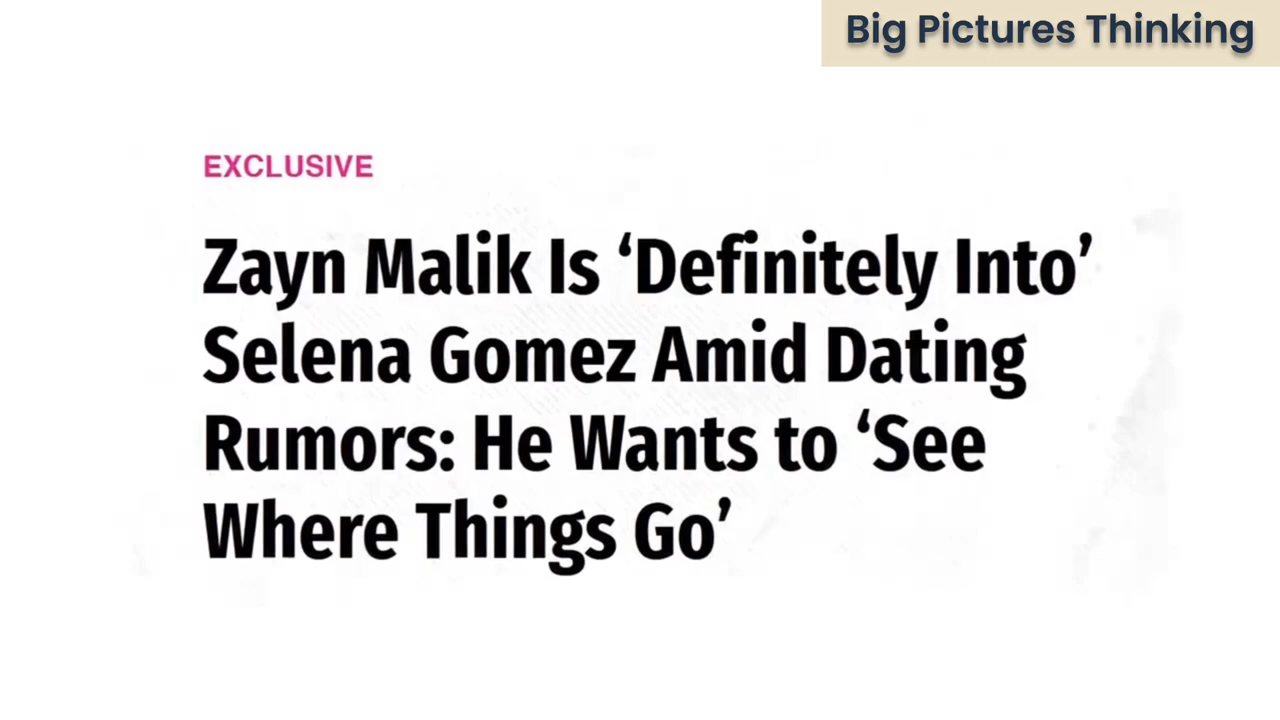 Big Pictures Thinking
EXCLUSIVE
Zayn Malik Is ‘Definitely Into’
Selena Gomez Amid Dating
Rumors: He Wants to ‘See
Where Things Go’